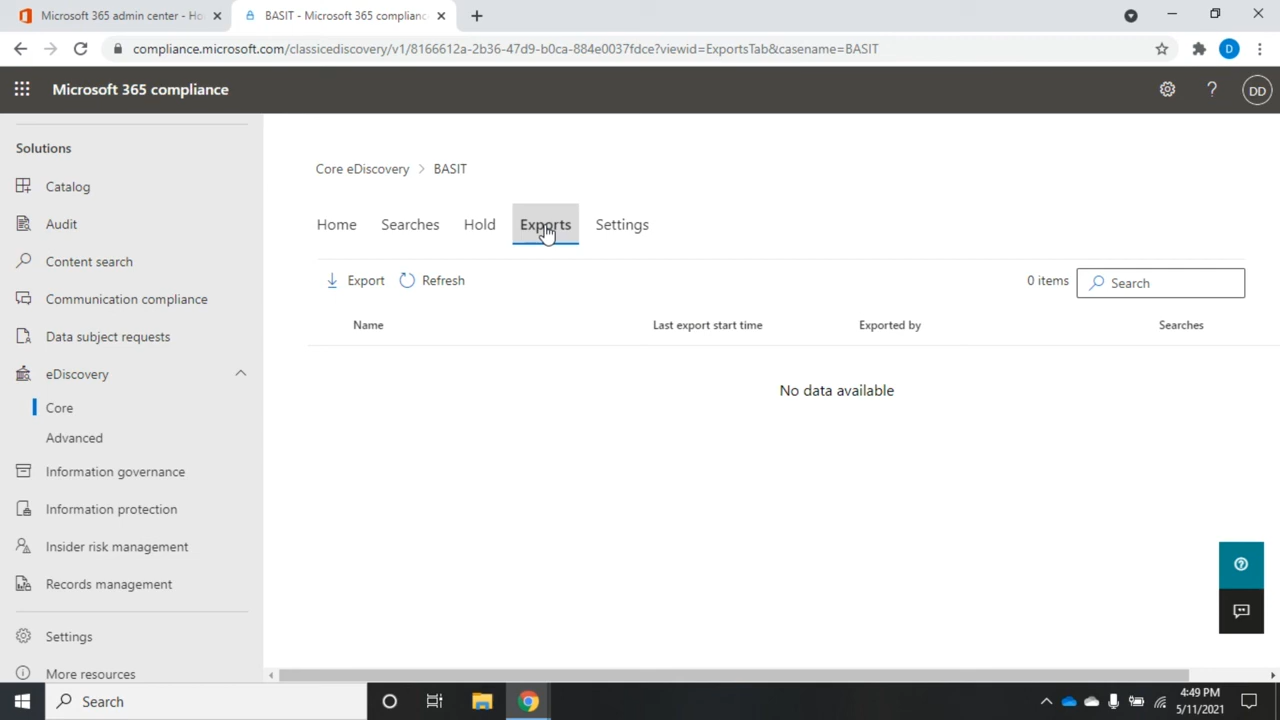 Microsoft 365 admin center - Ho
BASIT - Microsoft 365 complianc
compliance.microsoft.com/classicediscovery/v1/8166612a-2b36-47d9-b0ca-884e0037fdce?viewid=ExportsTab&casename=BASIT
D
Microsoft 365 compliance
?
DD
Solutions
Catalog
Audit
Content search
Communication compliance
Data subject requests
eDiscovery
Core
Advanced
Information governance
Information protection
Insider risk management
Records management
Settings
More resources
Core eDiscovery > BASIT
Home Searches Hold Exports Settings
Export Refresh 0 items Search
Name Last export start time Exported by Searches
No data available
Search
4:49 PM
5/11/2021